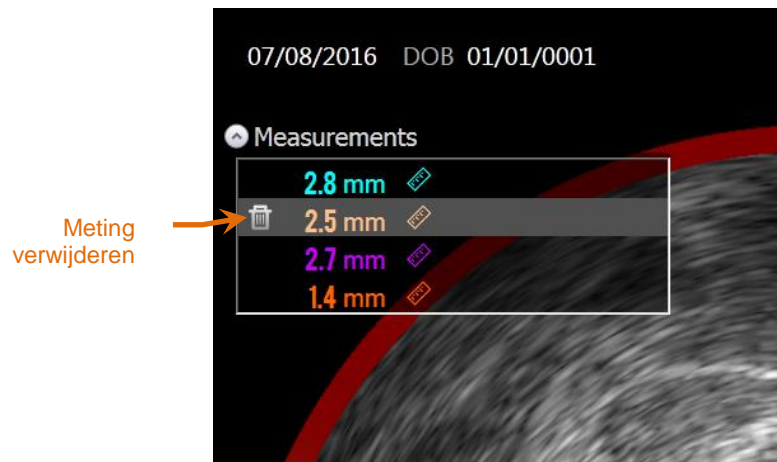 07/08/2016 DOB 01/01/0001
Measurements
2.8 mm
2.5 mm
Meting
verwijderen
2.7 mm
1.4 mm